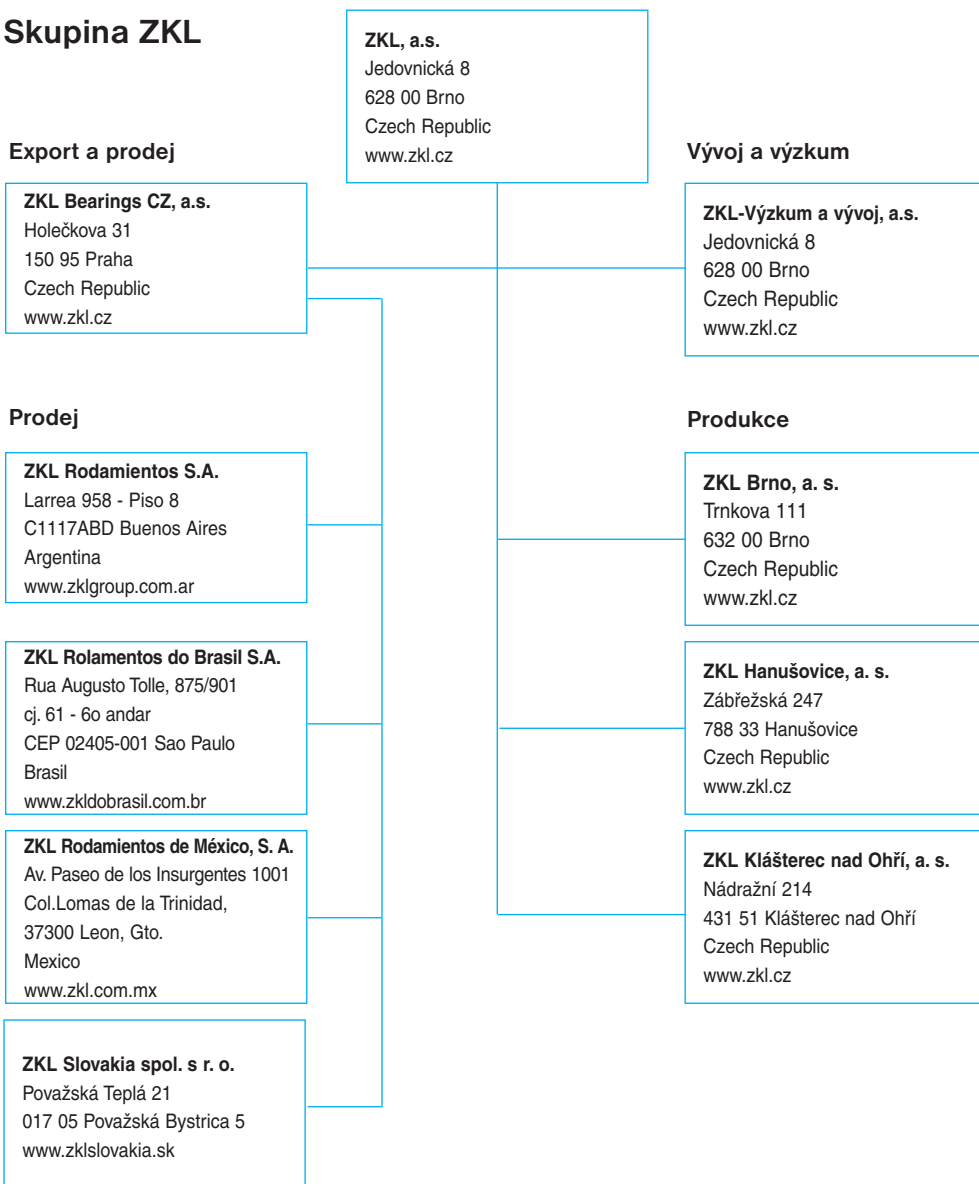 Skupina ZKL
ZKL, a.s.
Jedovnická 8
628 00 Brno
Czech Republic
www.zkl.cz
Export a prodej
ZKL Bearings CZ, a.s.
Holečkova 31
150 95 Praha
Czech Republic
www.zkl.cz
Vývoj a výzkum
ZKL-Výzkum a vývoj, a.s.
Jedovnická 8
628 00 Brno
Czech Republic
www.zkl.cz
Prodej
ZKL Rodamientos S.A.
Larrea 958 - Piso 8
C1117ABD Buenos Aires
Argentina
www.zklgroup.com.ar
ZKL Rolamentos do Brasil S.A.
Rua Augusto Tolle, 875/901
cj. 61 - 6o andar
CEP 02405-001 Sao Paulo
Brasil
www.zkldobrasil.com.br
ZKL Rodamientos de México, S. A.
Av. Paseo de los Insurgentes 1001
Col.Lomas de la Trinidad,
37300 Leon, Gto.
Mexico
www.zkl.com.mx
ZKL Slovakia spol. s r. o.
Považská Teplá 21
017 05 Považská Bystrica 5
www.zklslovakia.sk
Produkce
ZKL Brno, a. s.
Trnkova 111
632 00 Brno
Czech Republic
www.zkl.cz
ZKL Hanušovice, a. s.
Zábřežská 247
788 33 Hanušovice
Czech Republic
www.zkl.cz
ZKL Klášterec nad Ohří, a. s.
Nádražní 214
431 51 Klášterec nad Ohří
Czech Republic
www.zkl.cz